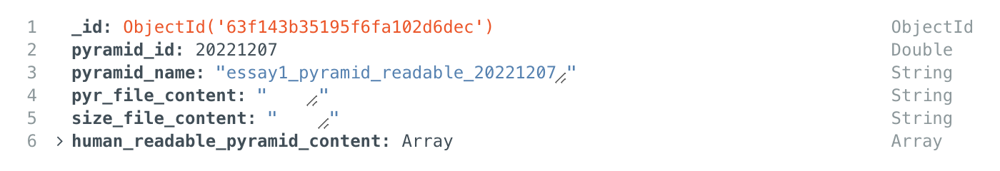 1 _id: ObjectId('63f143b35195f6fa102d6dec') ObjectId
2 pyramid_id: 20221207 Double
3 pyramid_name: "essay1_pyramid_readable_20221207" String
4 pyr_file_content: " " String
5 size_file_content: " " String
6 > human_readable_pyramid_content: Array Array